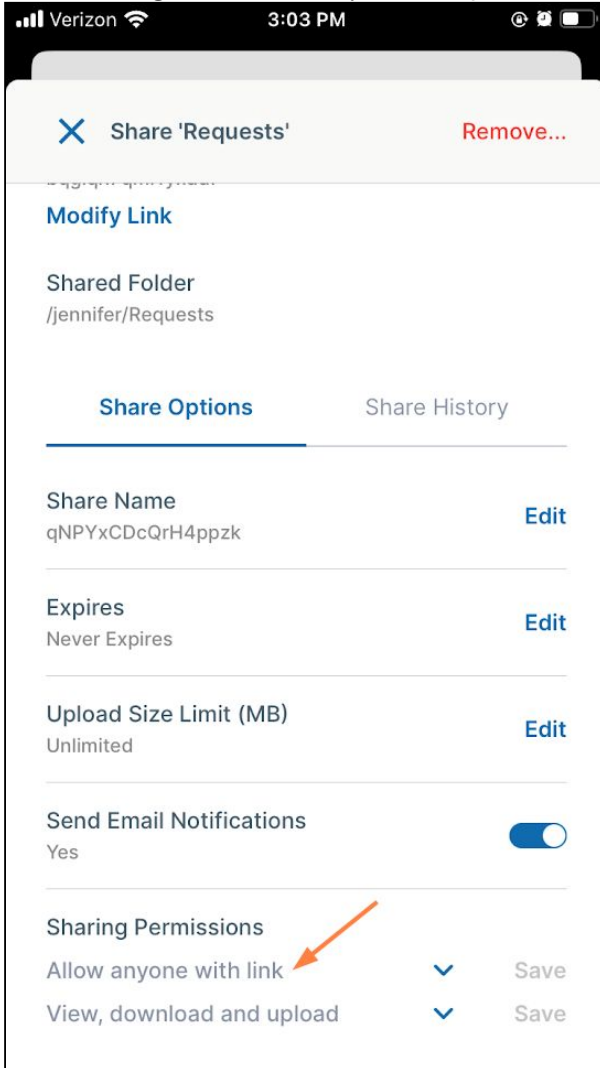 Verizon 3:03 PM
Share 'Requests' Remove...
Modify Link
Shared Folder
/jennifer/Requests
Share Options Share History
Share Name
qNPYxCDcQrH4ppzk Edit
Expires
Never Expires Edit
Upload Size Limit (MB)
Unlimited Edit
Send Email Notifications
Yes
Sharing Permissions
Allow anyone with link Save
View, download and upload Save